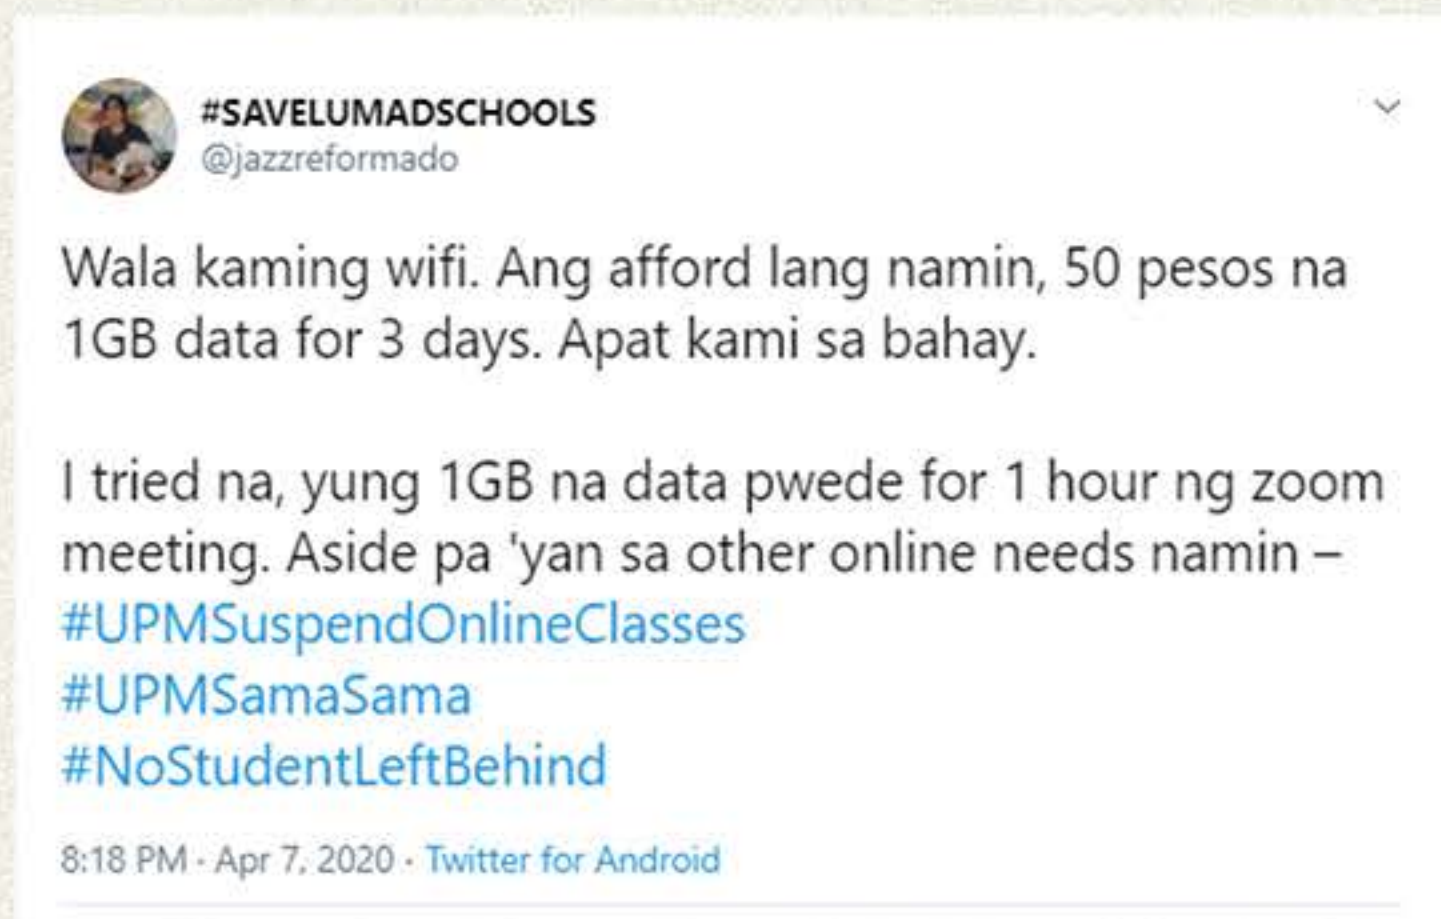 #SAVELUMADSCHOOLS
@jazzreformado
Wala kaming wifi. Ang afford lang namin, 50 pesos na
1GB data for 3 days. Apat kami sa bahay.
I tried na, yung 1GB na data pwede for 1 hour ng zoom
meeting. Aside pa 'yan sa other online needs namin –
#UPMSuspendOnlineClasses
#UPMSamaSama
#NoStudentLeftBehind
8:18 PM · Apr 7, 2020 · Twitter for Android